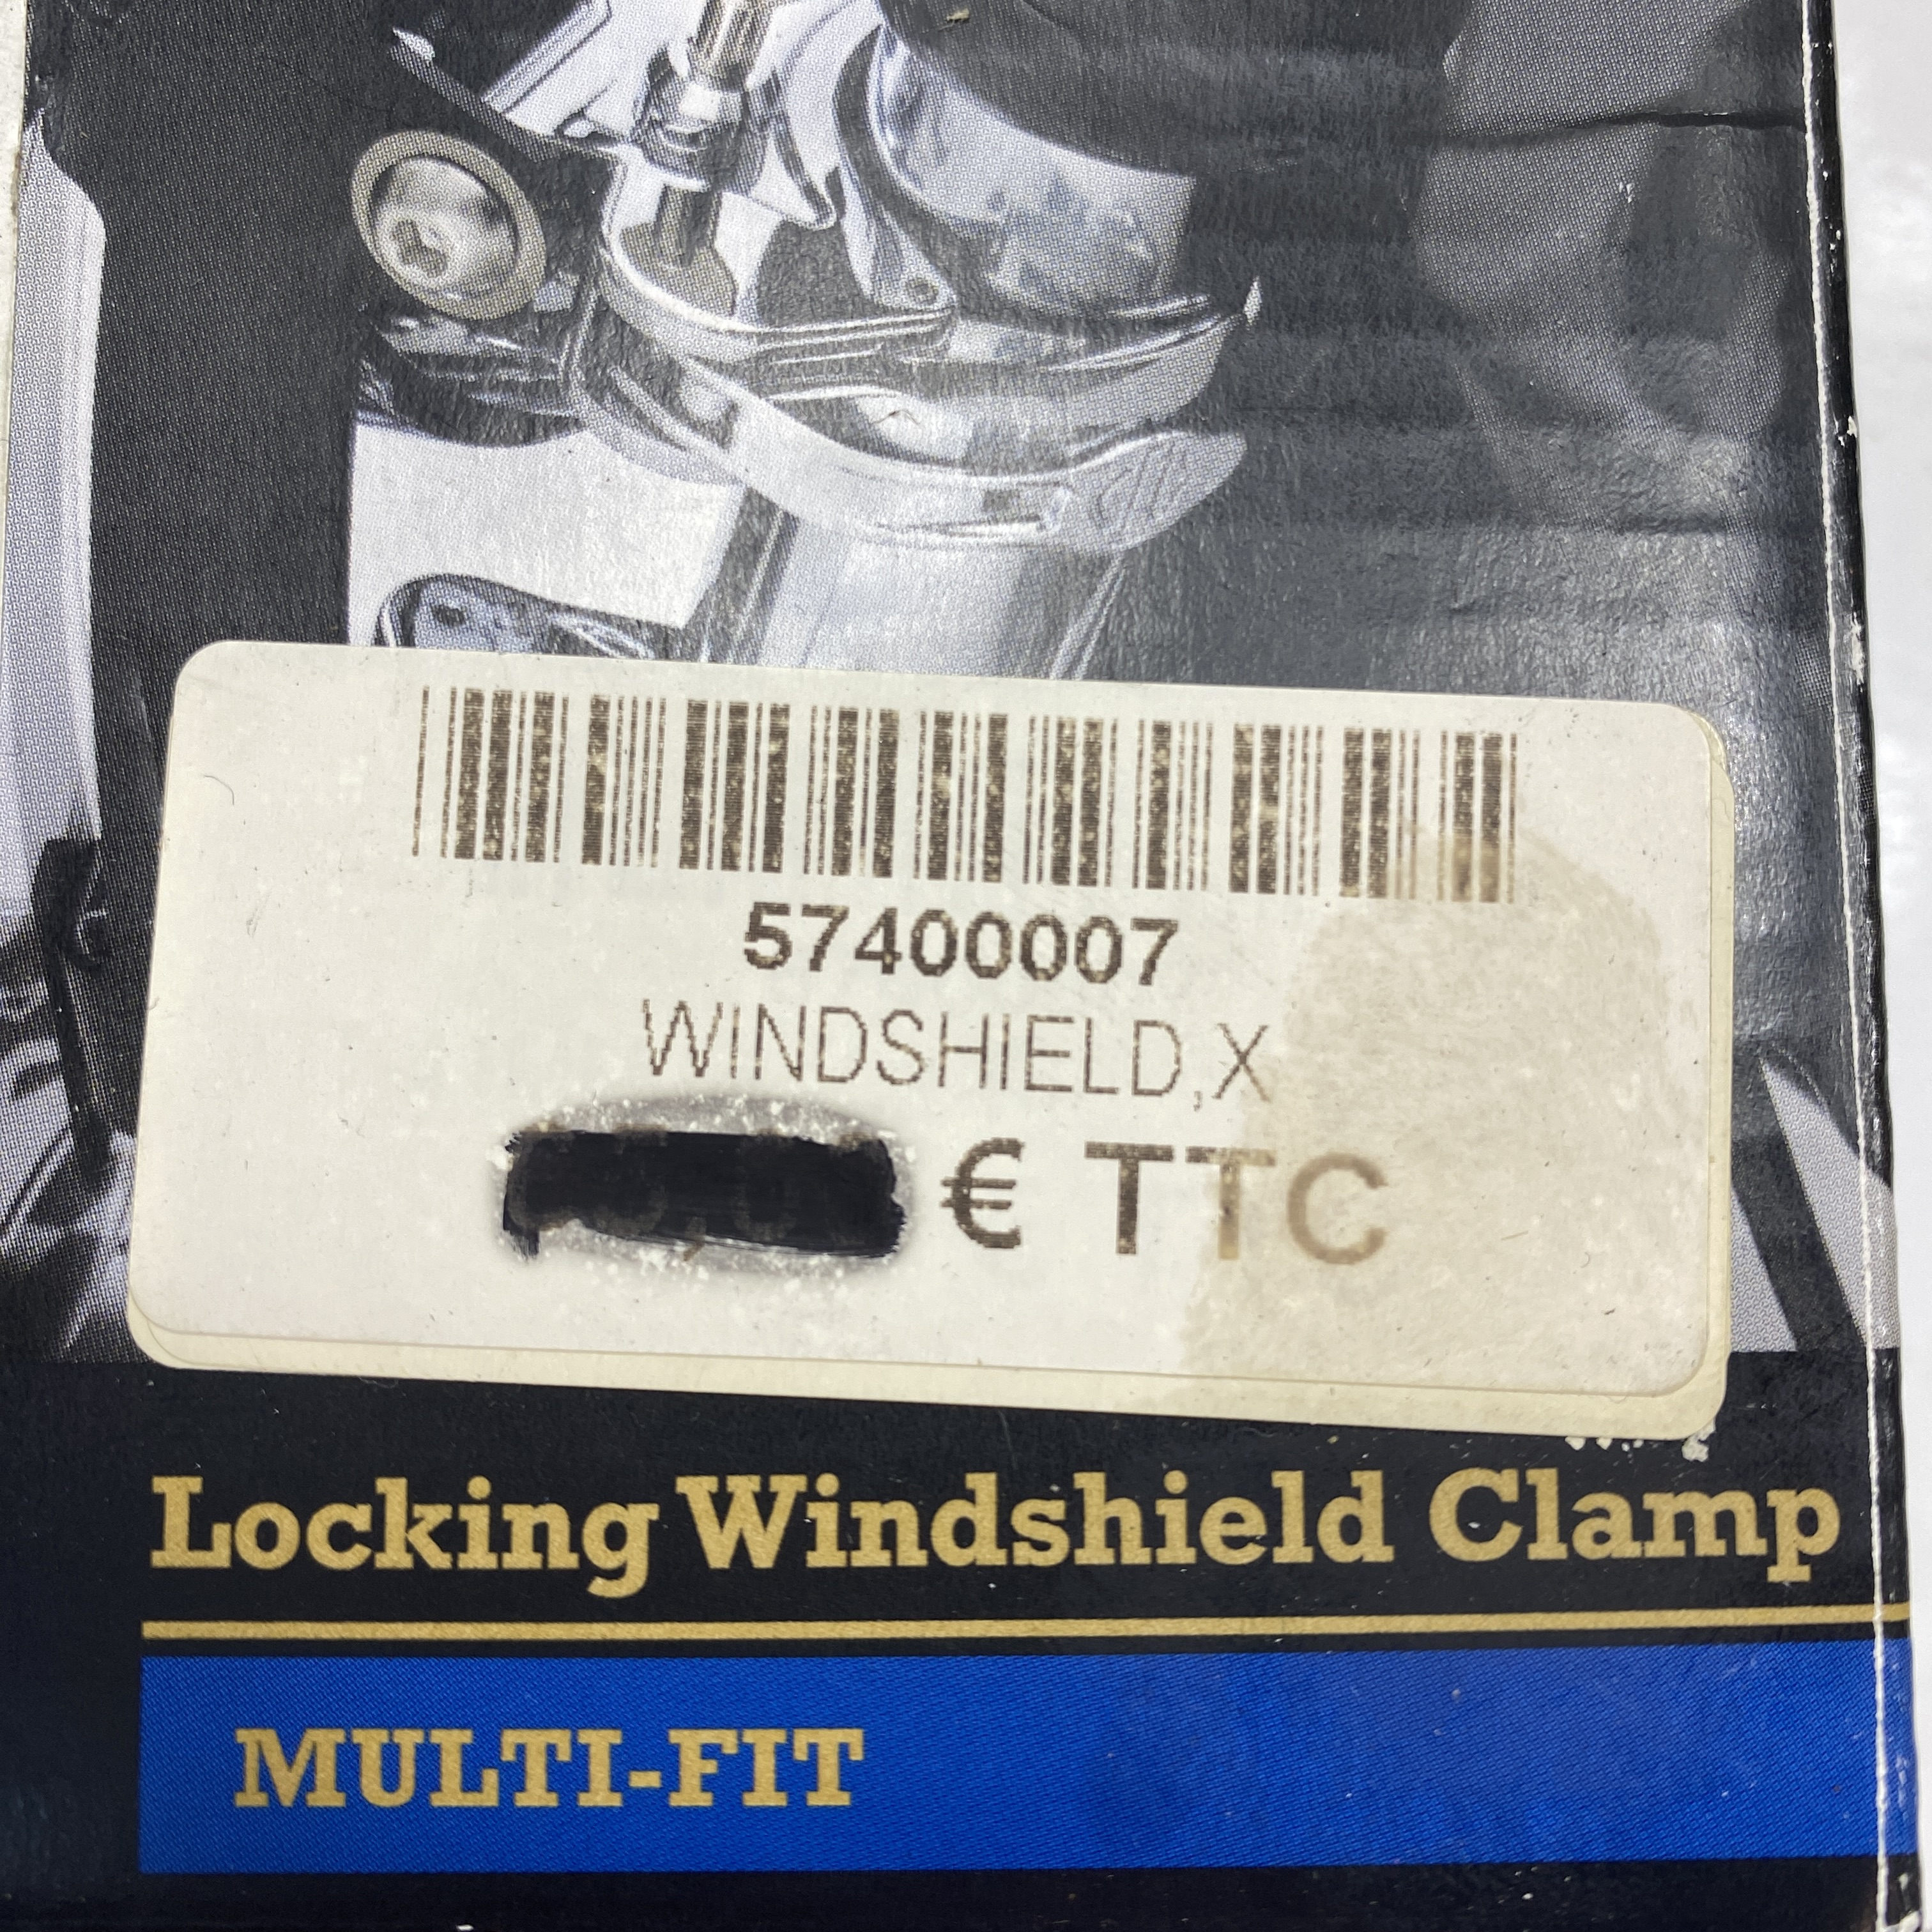 57400007
WINDSHIELD,X
€ TTC
Locking Windshield Clamp
MULTI-FIT